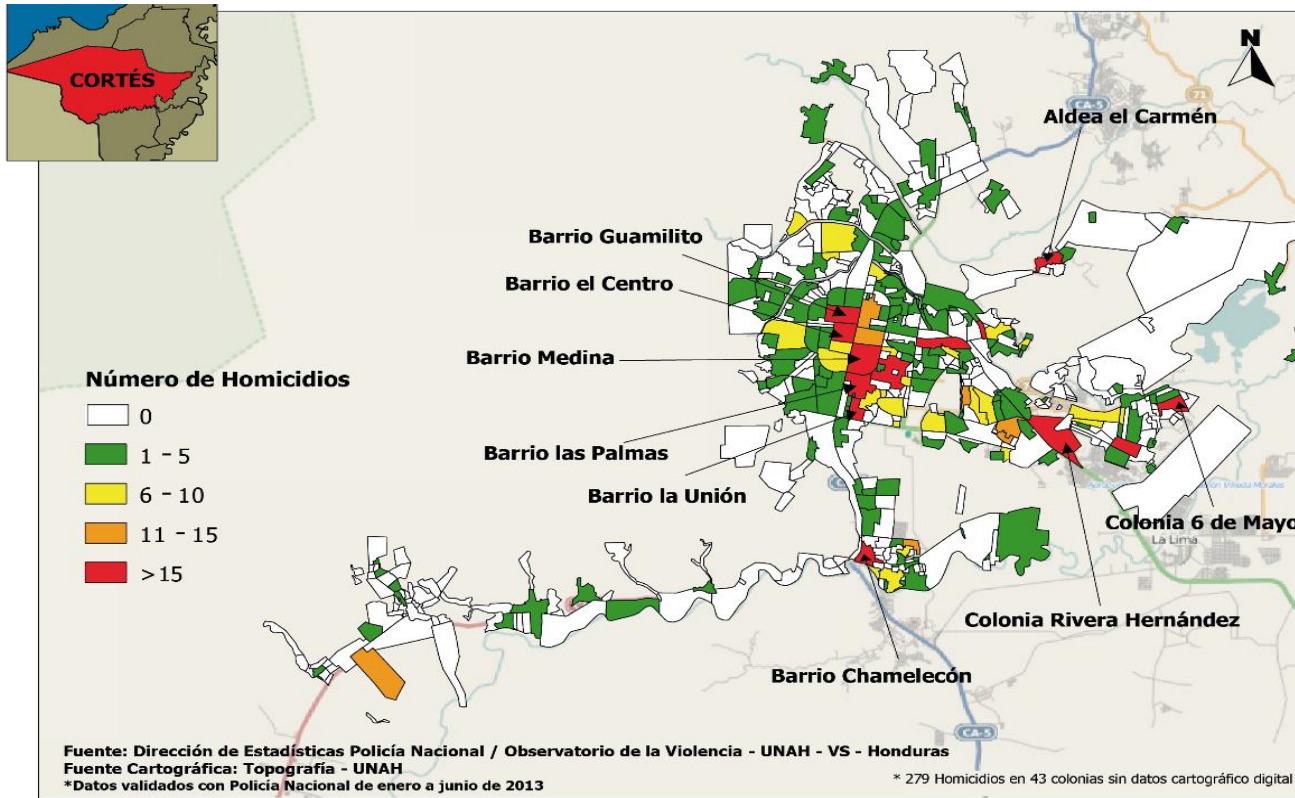 CORTÉS
N
CA-5
71
Aldea el Carmén
Barrio Guamilito
Barrio el Centro
Barrio Medina
Número de Homicidios
0
1 - 5
6 - 10
11 - 15
>15
Barrio las Palmas
Barrio la Unión
Colonia 6 de Mayo
La Lima
Colonia Rivera Hernández
Barrio Chamelecón
CA-5
Fuente: Dirección de Estadísticas Policía Nacional / Observatorio de la Violencia - UNAH - VS - Honduras
Fuente Cartográfica: Topografía - UNAH
*Datos validados con Policía Nacional de enero a junio de 2013
* 279 Homicidios en 43 colonias sin datos cartográfico digital